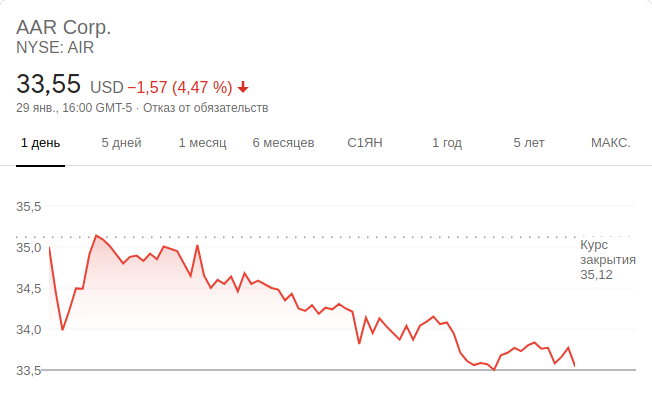 AAR Corp.
NYSE: AIR
33,55 USD −1,57 (4,47 %)
29 янв., 16:00 GMT-5 · Отказ от обязательств
1 день 5 дней 1 месяц 6 месяцев С1ЯН 1 год 5 лет МАКС.
35,5
35,0
34,5
34,0
33,5
Курс
закрытия
35,12